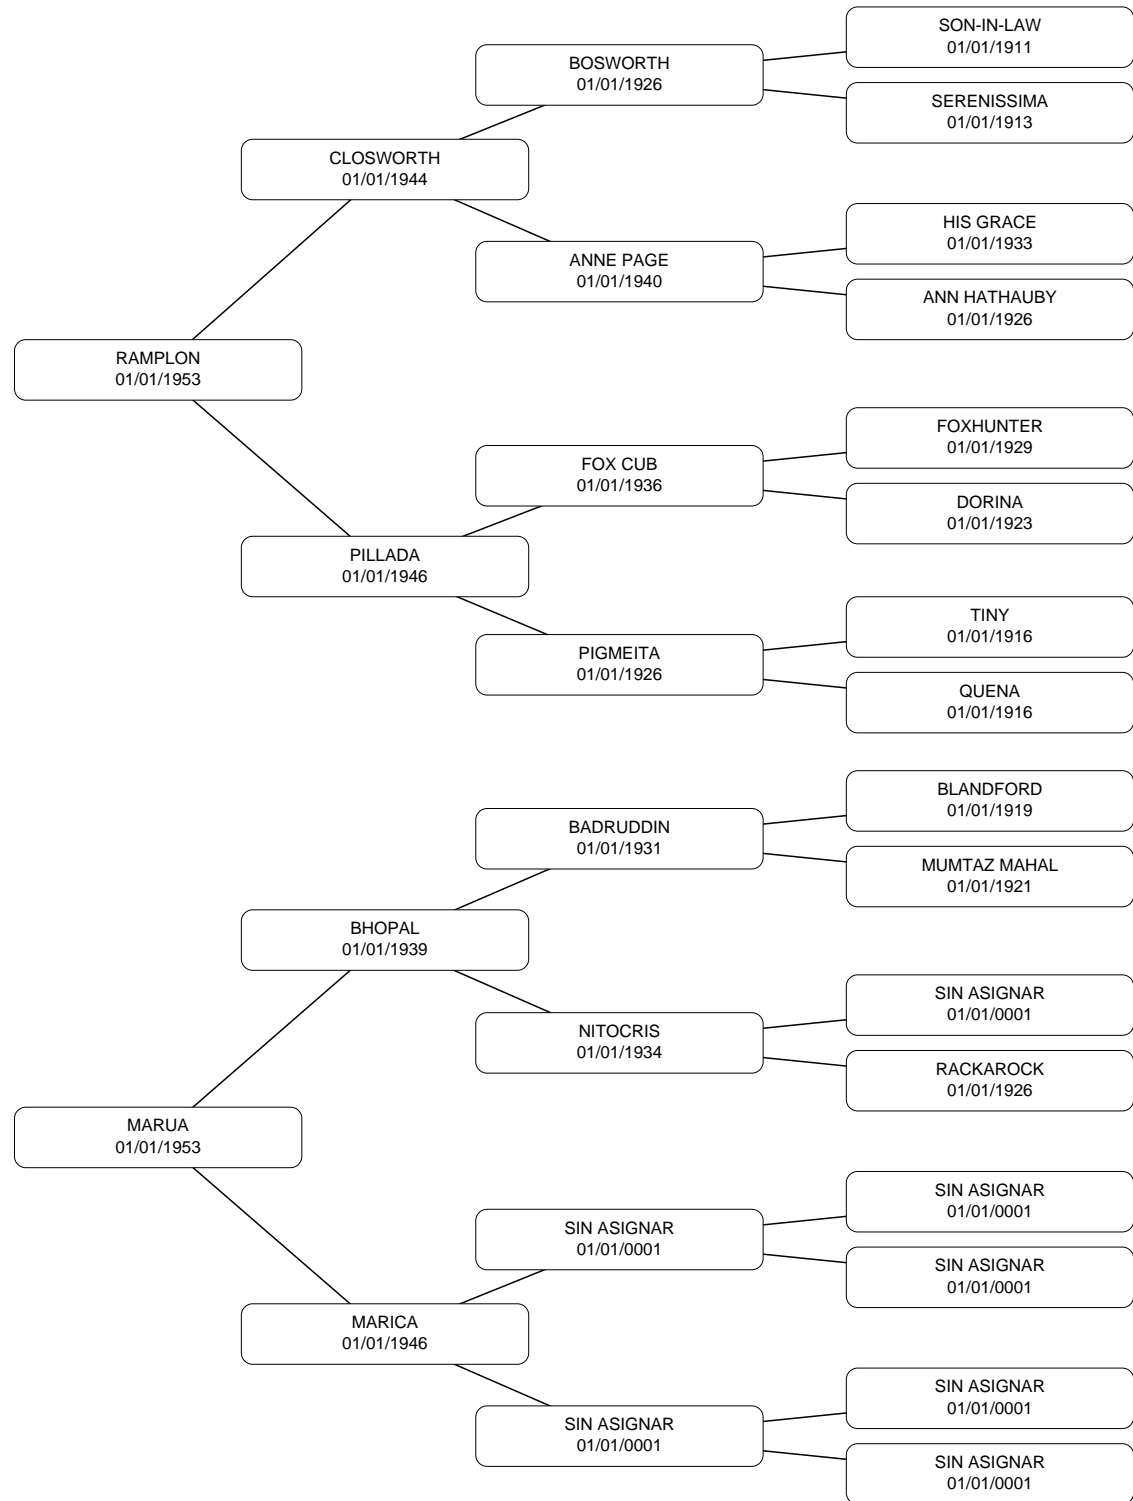 SON-IN-LAW
01/01/1911
BOSWORTH
01/01/1926
SERENISSIMA
01/01/1913
CLOSWORTH
01/01/1944
HIS GRACE
01/01/1933
ANNE PAGE
01/01/1940
ANN HATHAUBY
01/01/1926
RAMPLON
01/01/1953
FOXHUNTER
01/01/1929
FOX CUB
01/01/1936
DORINA
01/01/1923
PILLADA
01/01/1946
TINY
01/01/1916
PIGMEITA
01/01/1926
QUENA
01/01/1916
BLANDFORD
01/01/1919
BADRUDDIN
01/01/1931
MUMTAZ MAHAL
01/01/1921
BHOPAL
01/01/1939
SIN ASIGNAR
01/01/0001
NITOCRIS
01/01/1934
RACKAROCK
01/01/1926
MARUA
01/01/1953
SIN ASIGNAR
01/01/0001
SIN ASIGNAR
01/01/0001
SIN ASIGNAR
01/01/0001
MARICA
01/01/1946
SIN ASIGNAR
01/01/0001
SIN ASIGNAR
01/01/0001
SIN ASIGNAR
01/01/0001